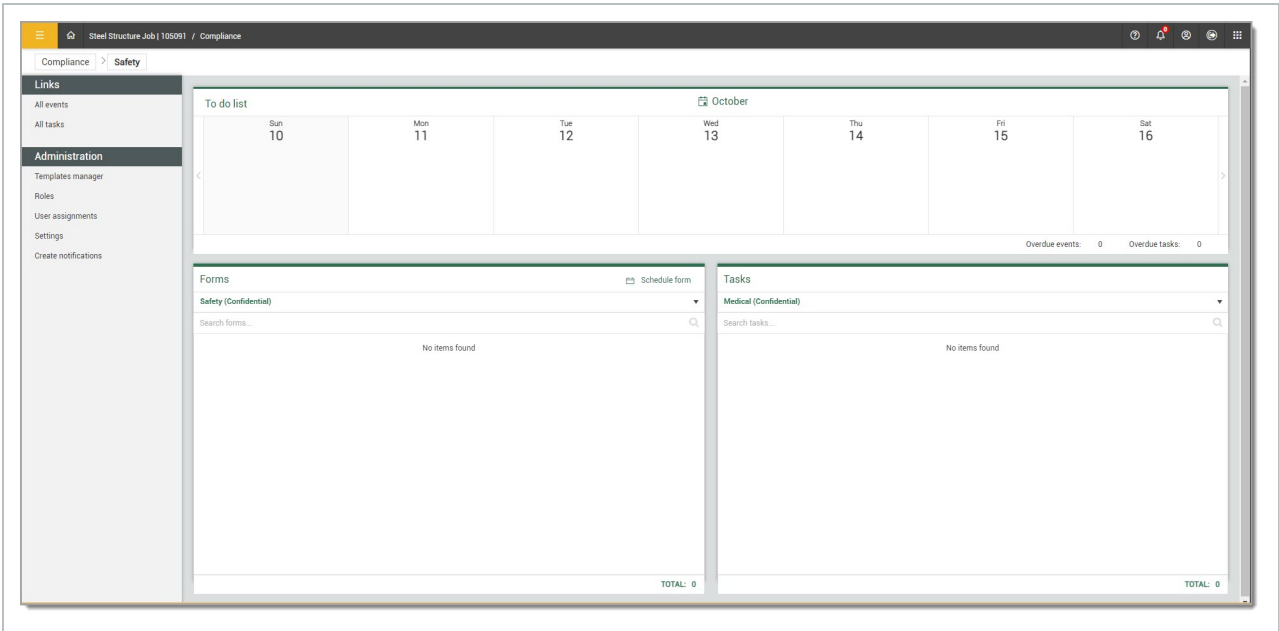 Steel Structure Job | 105091 / Compliance
0
Compliance > Safety
Links
All events
All tasks
Administration
Templates manager
Roles
User assignments
Settings
Create notifications
To do list
October
Sun Mon Tue Wed Thu Fri Sat
10 11 12 13 14 15 16
Overdue events: 0 Overdue tasks: 0
Forms
Schedule form
Safety (Confidential)
Search forms...
No items found
TOTAL: 0
Tasks
Medical (Confidential)
Search tasks...
No items found
TOTAL: 0